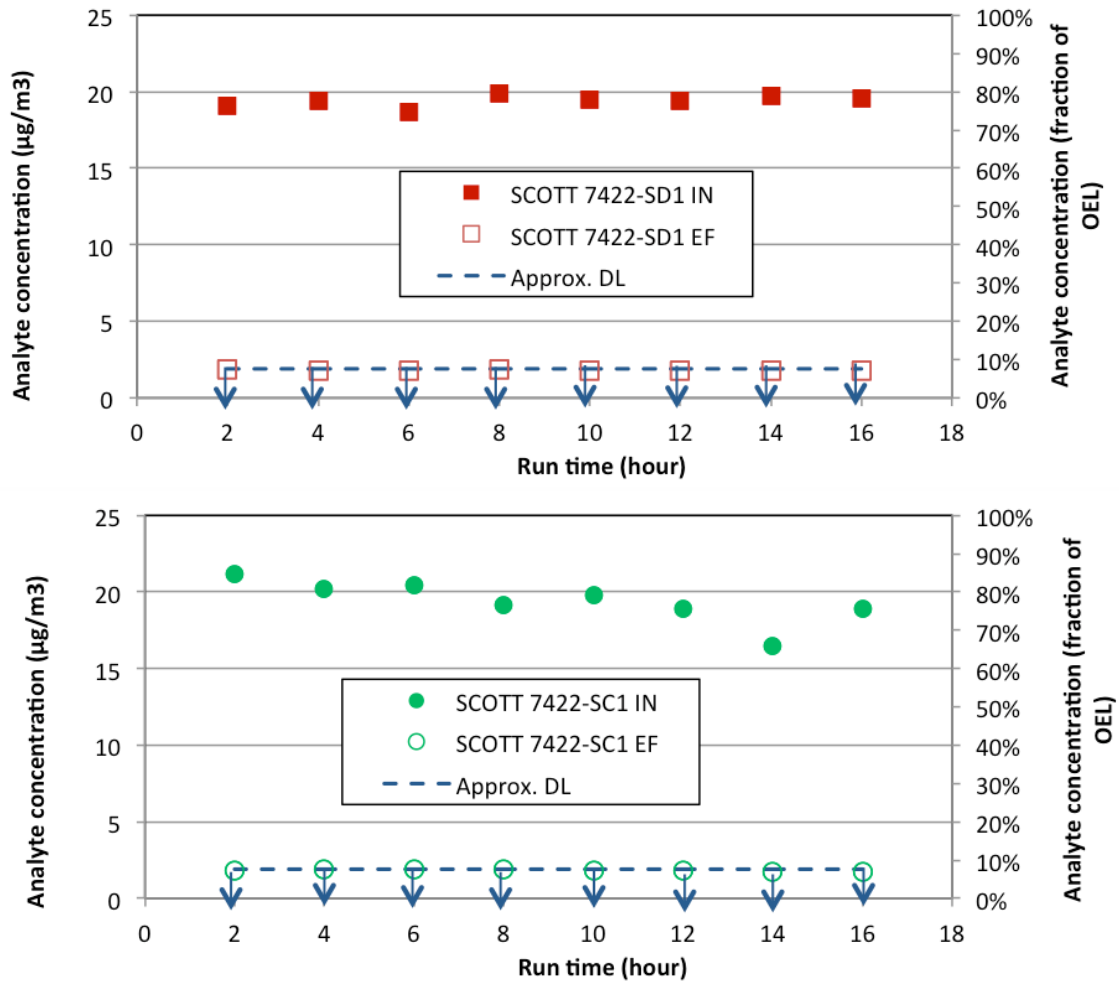 25
20
15
10
5
0
Analyte concentration (µg/m3)
100%
90%
80%
70%
60%
50%
40%
30%
20%
10%
0%
Analyte concentration (fraction of
OEL)
SCOTT 7422-SD1 IN
SCOTT 7422-SD1 EF
Approx. DL
0 2 4 6 8 10 12 14 16 18
Run time (hour)
25
20
15
10
5
0
Analyte concentration (µg/m3)
100%
90%
80%
70%
60%
50%
40%
30%
20%
10%
0%
Analyte concentration (fraction of
OEL)
SCOTT 7422-SC1 IN
SCOTT 7422-SC1 EF
Approx. DL
0 2 4 6 8 10 12 14 16 18
Run time (hour)